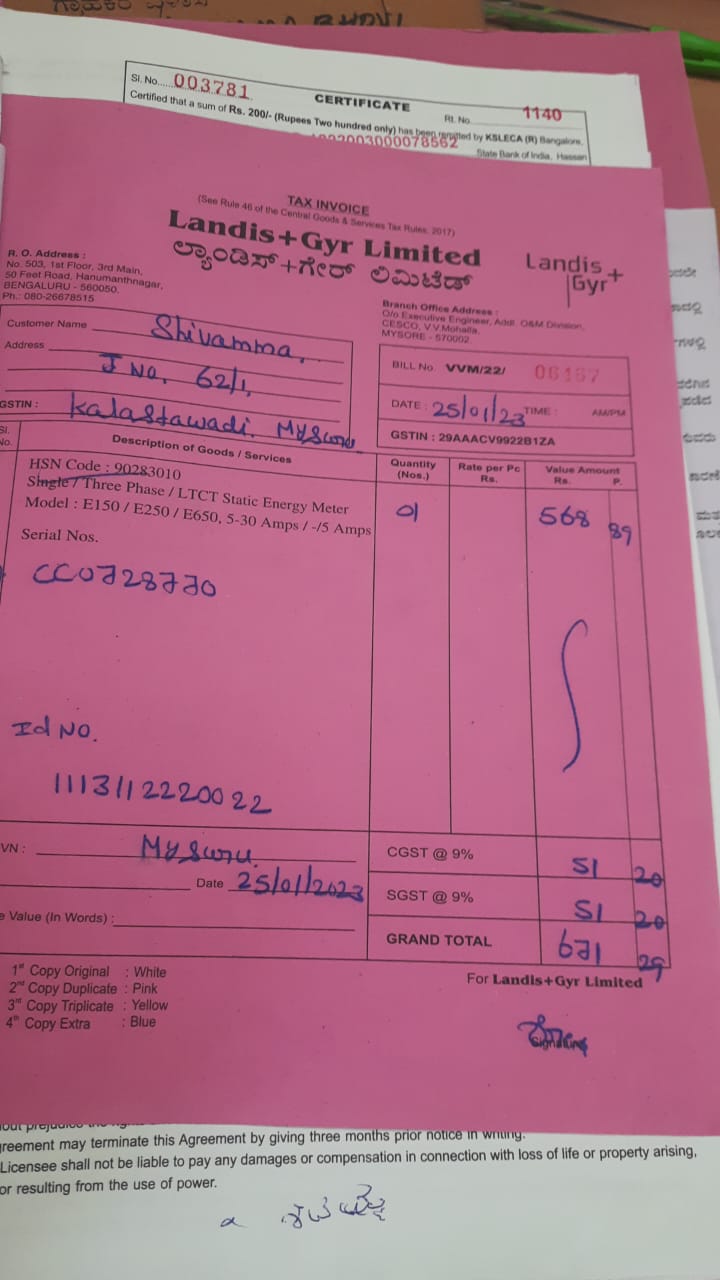 Sl. No..... 003781
CERTIFICATE
Rt. No. 1140
Certified that a sum of Rs. 200/- (Rupees Two hundred only) has been remitted by KSLECA (R) Bangalore,
State Bank of India, Hassan
TAX INVOICE
(See Rule 46 of the Central Goods & Services Tax Rules, 2017)
Landis+Gyr Limited
ಲ್ಯಾಂಡಿಸ್+ಗೇರ್ ಲಿಮಿಟೆಡ್
Landis+
Gyr
R. O. Address :
No. 503, 1st Floor, 3rd Main,
50 Feet Road, Hanumanthnagar,
BENGALURU - 560050.
Ph.: 080-26678515
Branch Office Address :
O/o Executive Engineer, Addl. O&M Division,
CESCO, V.V.Mohalla,
MYSORE - 570002
Customer Name Shivamma,
Address J No. 62/1,
Kalastawadi. Mysuru
GSTIN :
BILL No. VVM/22/ 06167
DATE : 25/01/23 TIME : AM/PM
GSTIN : 29AAACV9922B1ZA
Sl. No. Description of Goods / Services Quantity (Nos.) Rate per Pc Rs. Value Amount Rs. P.
HSN Code : 90283010
Single / Three Phase / LTCT Static Energy Meter 01 568 89
Model : E150 / E250 / E650, 5-30 Amps / -/5 Amps
Serial Nos.
CC0728770
Id No.
1113112220022
VN : Mysuru.
Date 25/01/2023
CGST @ 9% 51 20
SGST @ 9% 51 20
e Value (In Words) :
GRAND TOTAL 671 29
1st Copy Original : White
2nd Copy Duplicate : Pink
3rd Copy Triplicate : Yellow
4th Copy Extra : Blue
For Landis+Gyr Limited
greement may terminate this Agreement by giving three months prior notice in writing.
Licensee shall not be liable to pay any damages or compensation in connection with loss of life or property arising,
or resulting from the use of power.